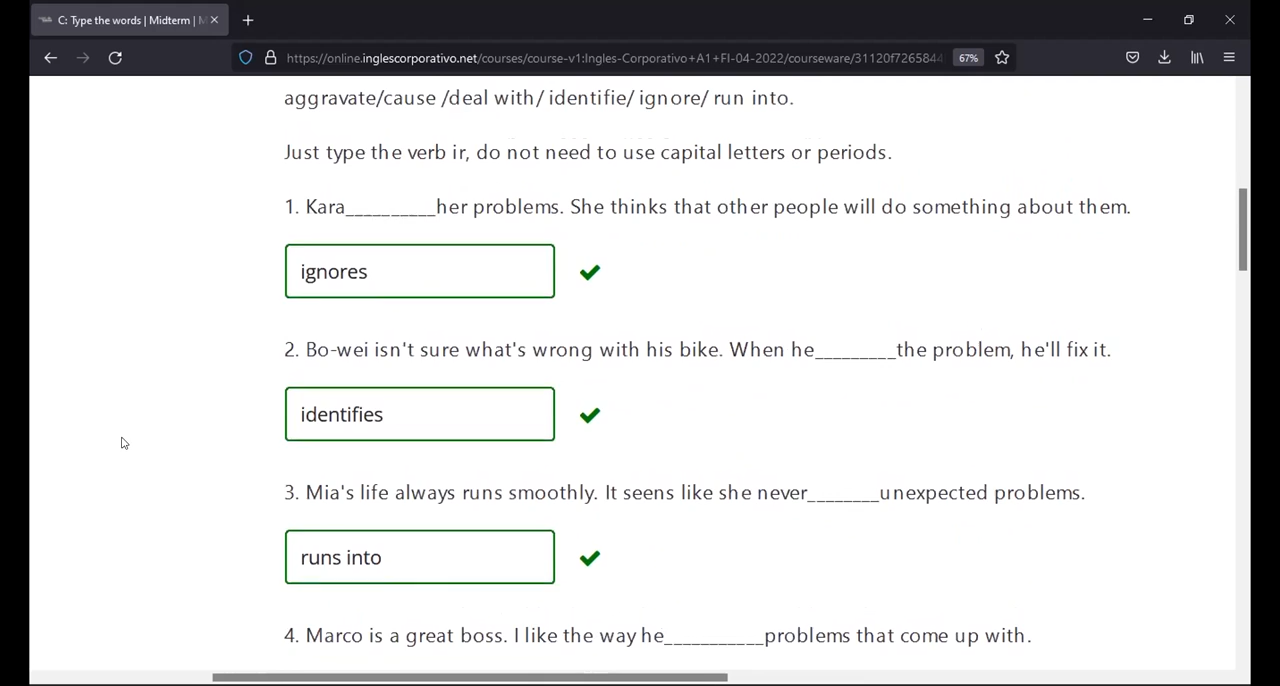 C: Type the words | Midterm | M
https://online.inglescorporativo.net/courses/course-v1:Ingles-Corporativo+A1+FI-04-2022/courseware/31120f7265844
67%
aggravate/cause /deal with/ identifie/ ignore/ run into.
Just type the verb ir, do not need to use capital letters or periods.
1. Kara__________her problems. She thinks that other people will do something about them.
ignores
2. Bo-wei isn't sure what's wrong with his bike. When he_________the problem, he'll fix it.
identifies
3. Mia's life always runs smoothly. It seens like she never________unexpected problems.
runs into
4. Marco is a great boss. I like the way he___________problems that come up with.